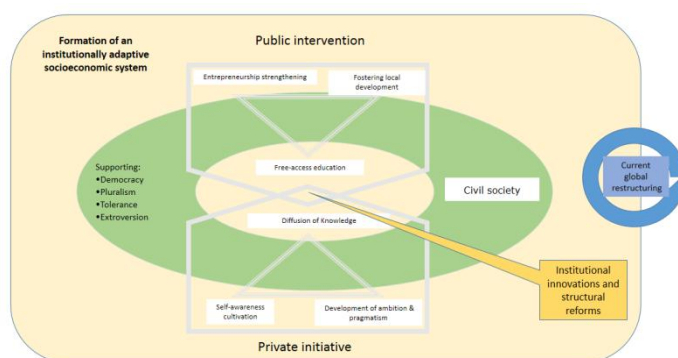 Formation of an
institutionally adaptive
socioeconomic system
Public intervention
Entrepreneurship strengthening
Fostering local
development
Supporting:
•Democracy
•Pluralism
•Tolerance
•Extroversion
Free-access education
Civil society
Current
global
restructuring
Diffusion of Knowledge
Institutional
innovations and
structural
reforms
Self-awareness
cultivation
Development of ambition &
pragmatism
Private initiative